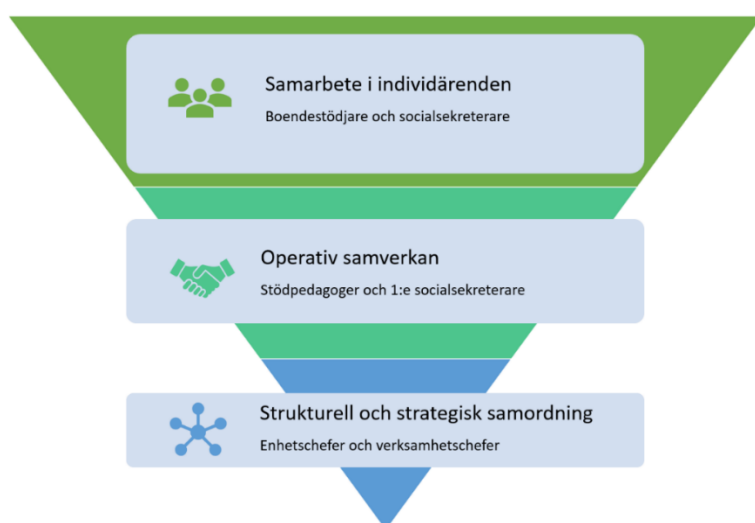 Samarbete i individärenden
Boendestödjare och socialsekreterare
Operativ samverkan
Stödpedagoger och 1:e socialsekreterare
Strukturell och strategisk samordning
Enhetschefer och verksamhetschefer